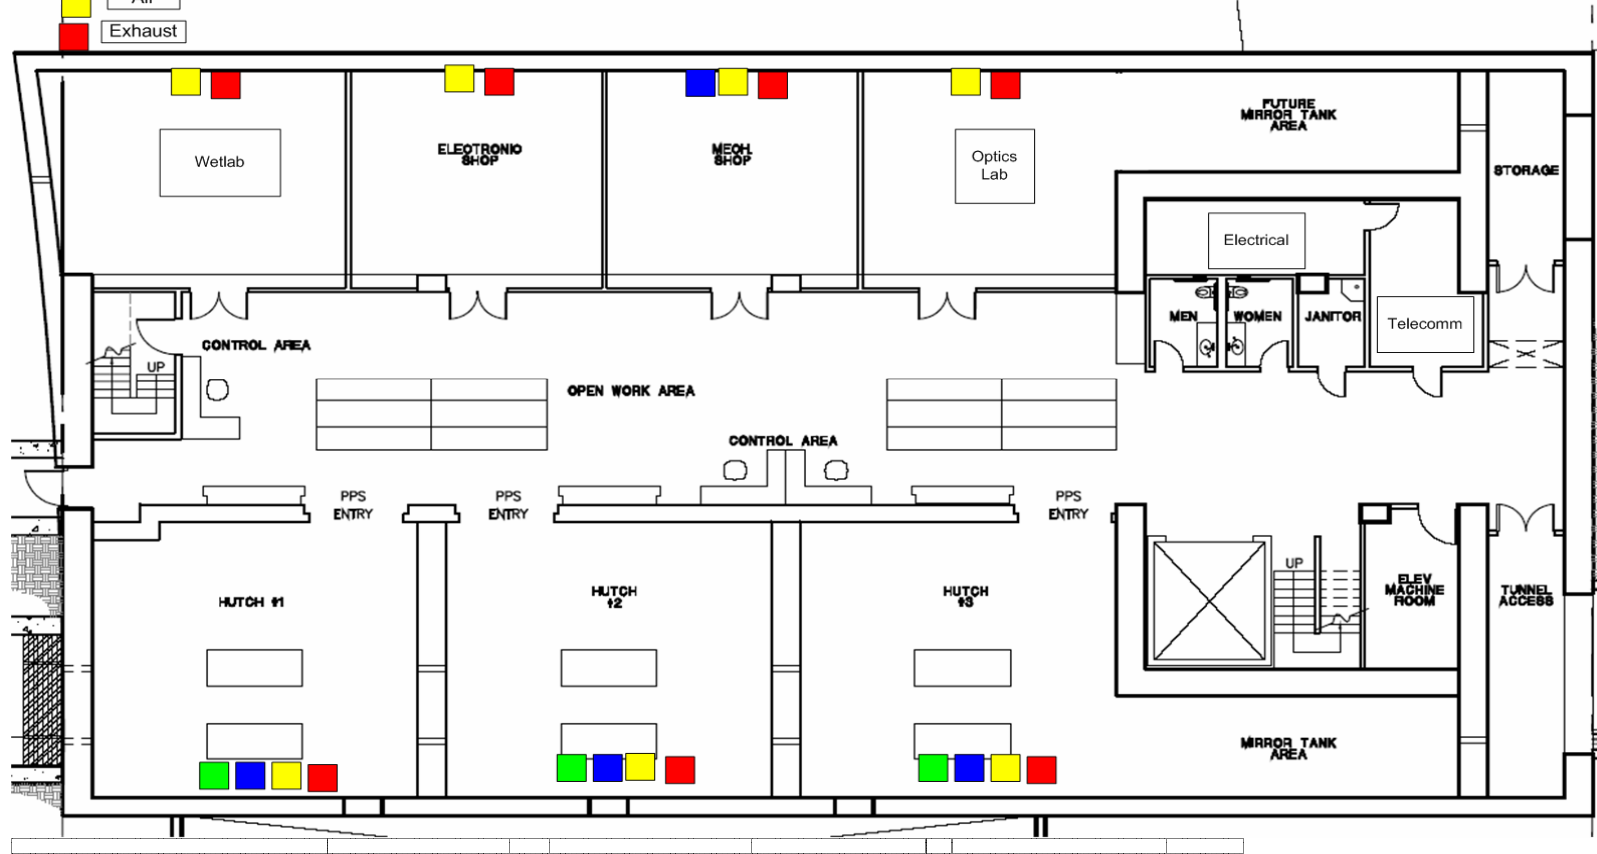 Air
Exhaust
FUTURE
MIRROR TANK
AREA
Wetlab
ELECTRONIC
SHOP
MECH.
SHOP
Optics
Lab
STORAGE
Electrical
MEN
WOMEN
JANITOR
Telecomm
CONTROL AREA
UP
OPEN WORK AREA
CONTROL AREA
PPS
ENTRY
PPS
ENTRY
PPS
ENTRY
HUTCH #1
HUTCH
#2
HUTCH
#3
UP
ELEV
MACHINE
ROOM
TUNNEL
ACCESS
MIRROR TANK
AREA